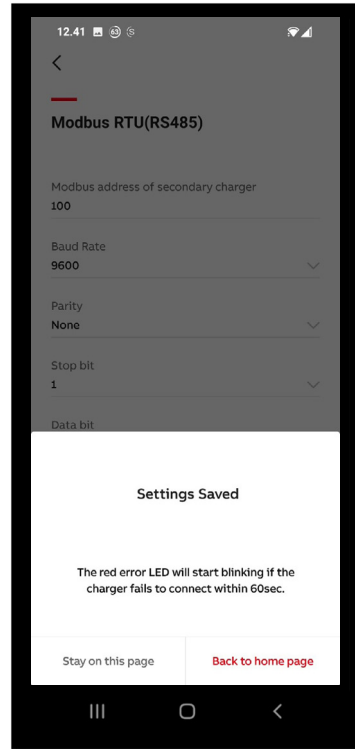 12.41 63
Modbus RTU(RS485)
Modbus address of secondary charger
100
Baud Rate
9600
Parity
None
Stop bit
1
Data bit
Settings Saved
The red error LED will start blinking if the
charger fails to connect within 60sec.
Stay on this page Back to home page